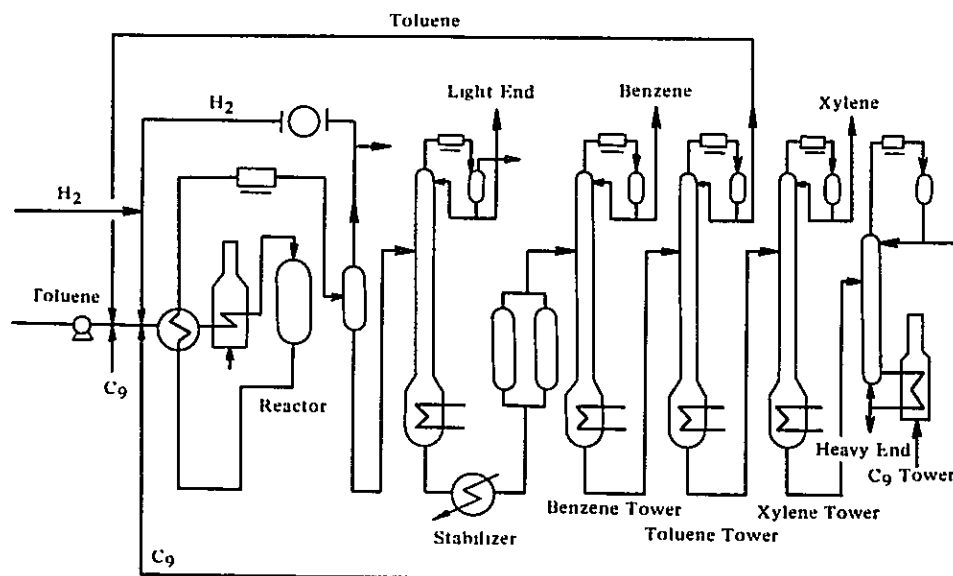 Toluene
H2
Light End
Benzene
Xylene
H2
Toluene
C9
Reactor
Heavy End
C9 Tower
Benzene Tower
Xylene Tower
Toluene Tower
Stabilizer
C9